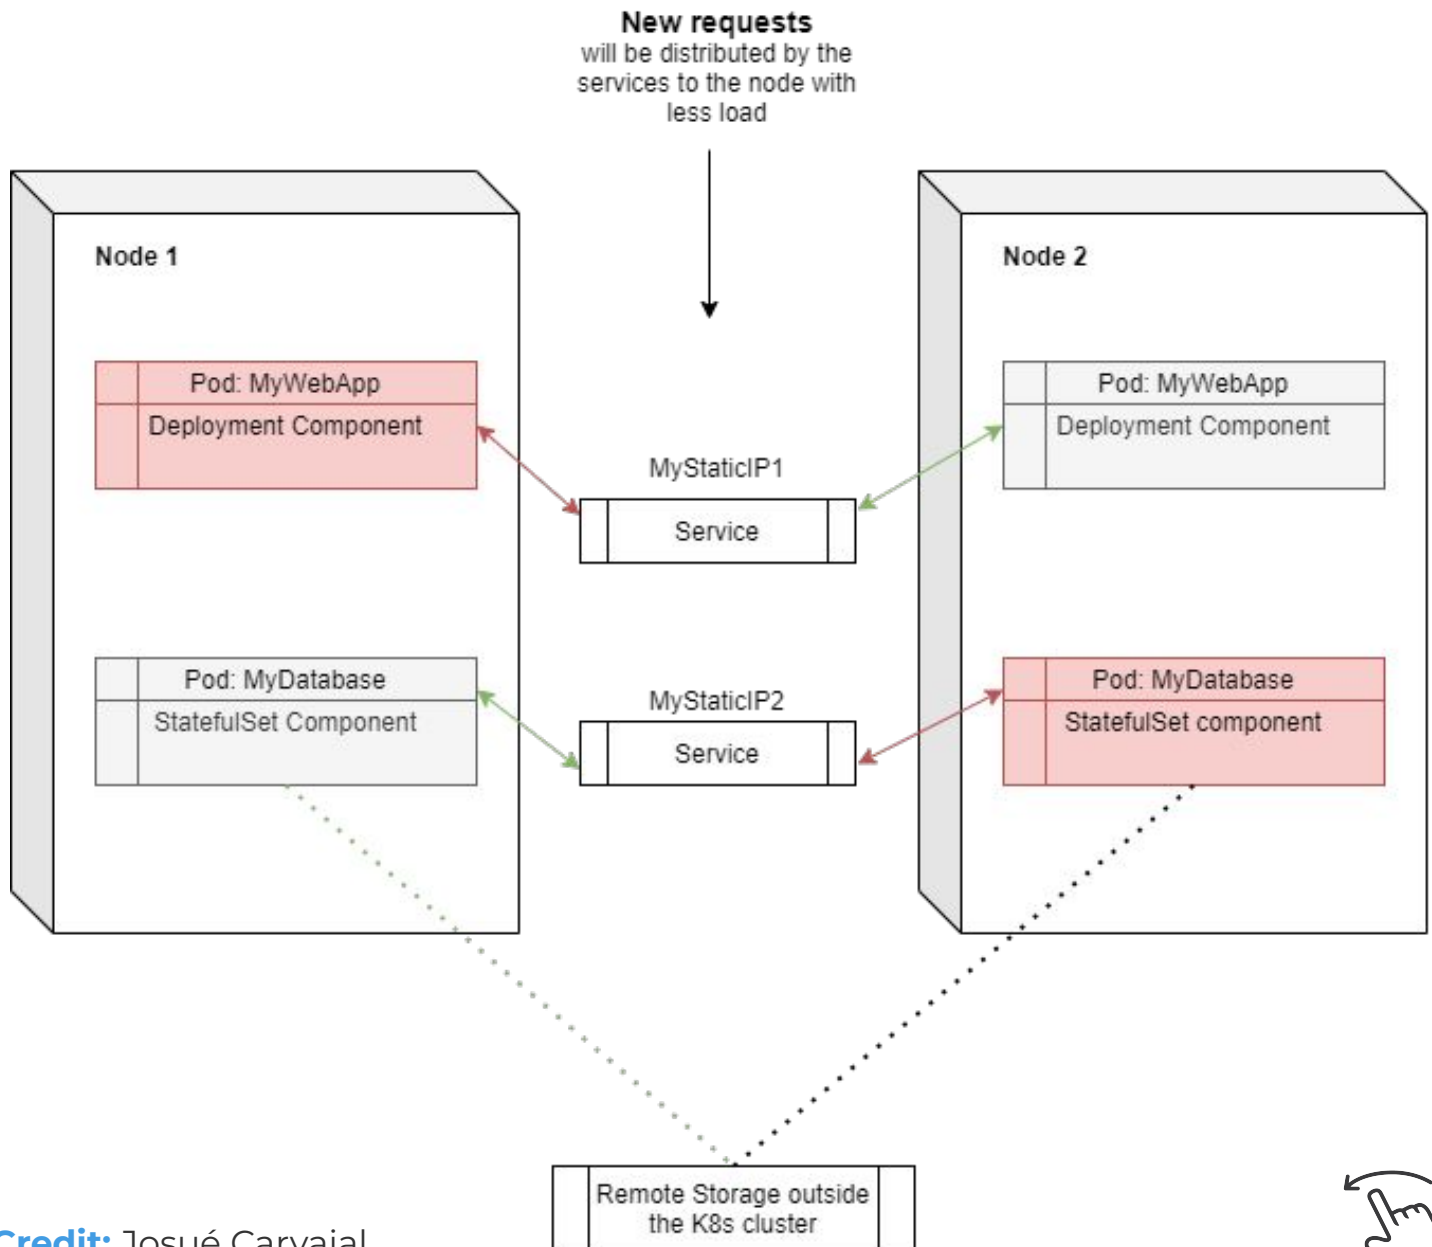 New requests
will be distributed by the
services to the node with
less load
Node 1
Pod: MyWebApp
Deployment Component
Pod: MyDatabase
StatefulSet Component
MyStaticIP1
Service
MyStaticIP2
Service
Node 2
Pod: MyWebApp
Deployment Component
Pod: MyDatabase
StatefulSet component
Remote Storage outside
the K8s cluster
Credit: Josué Carvajal